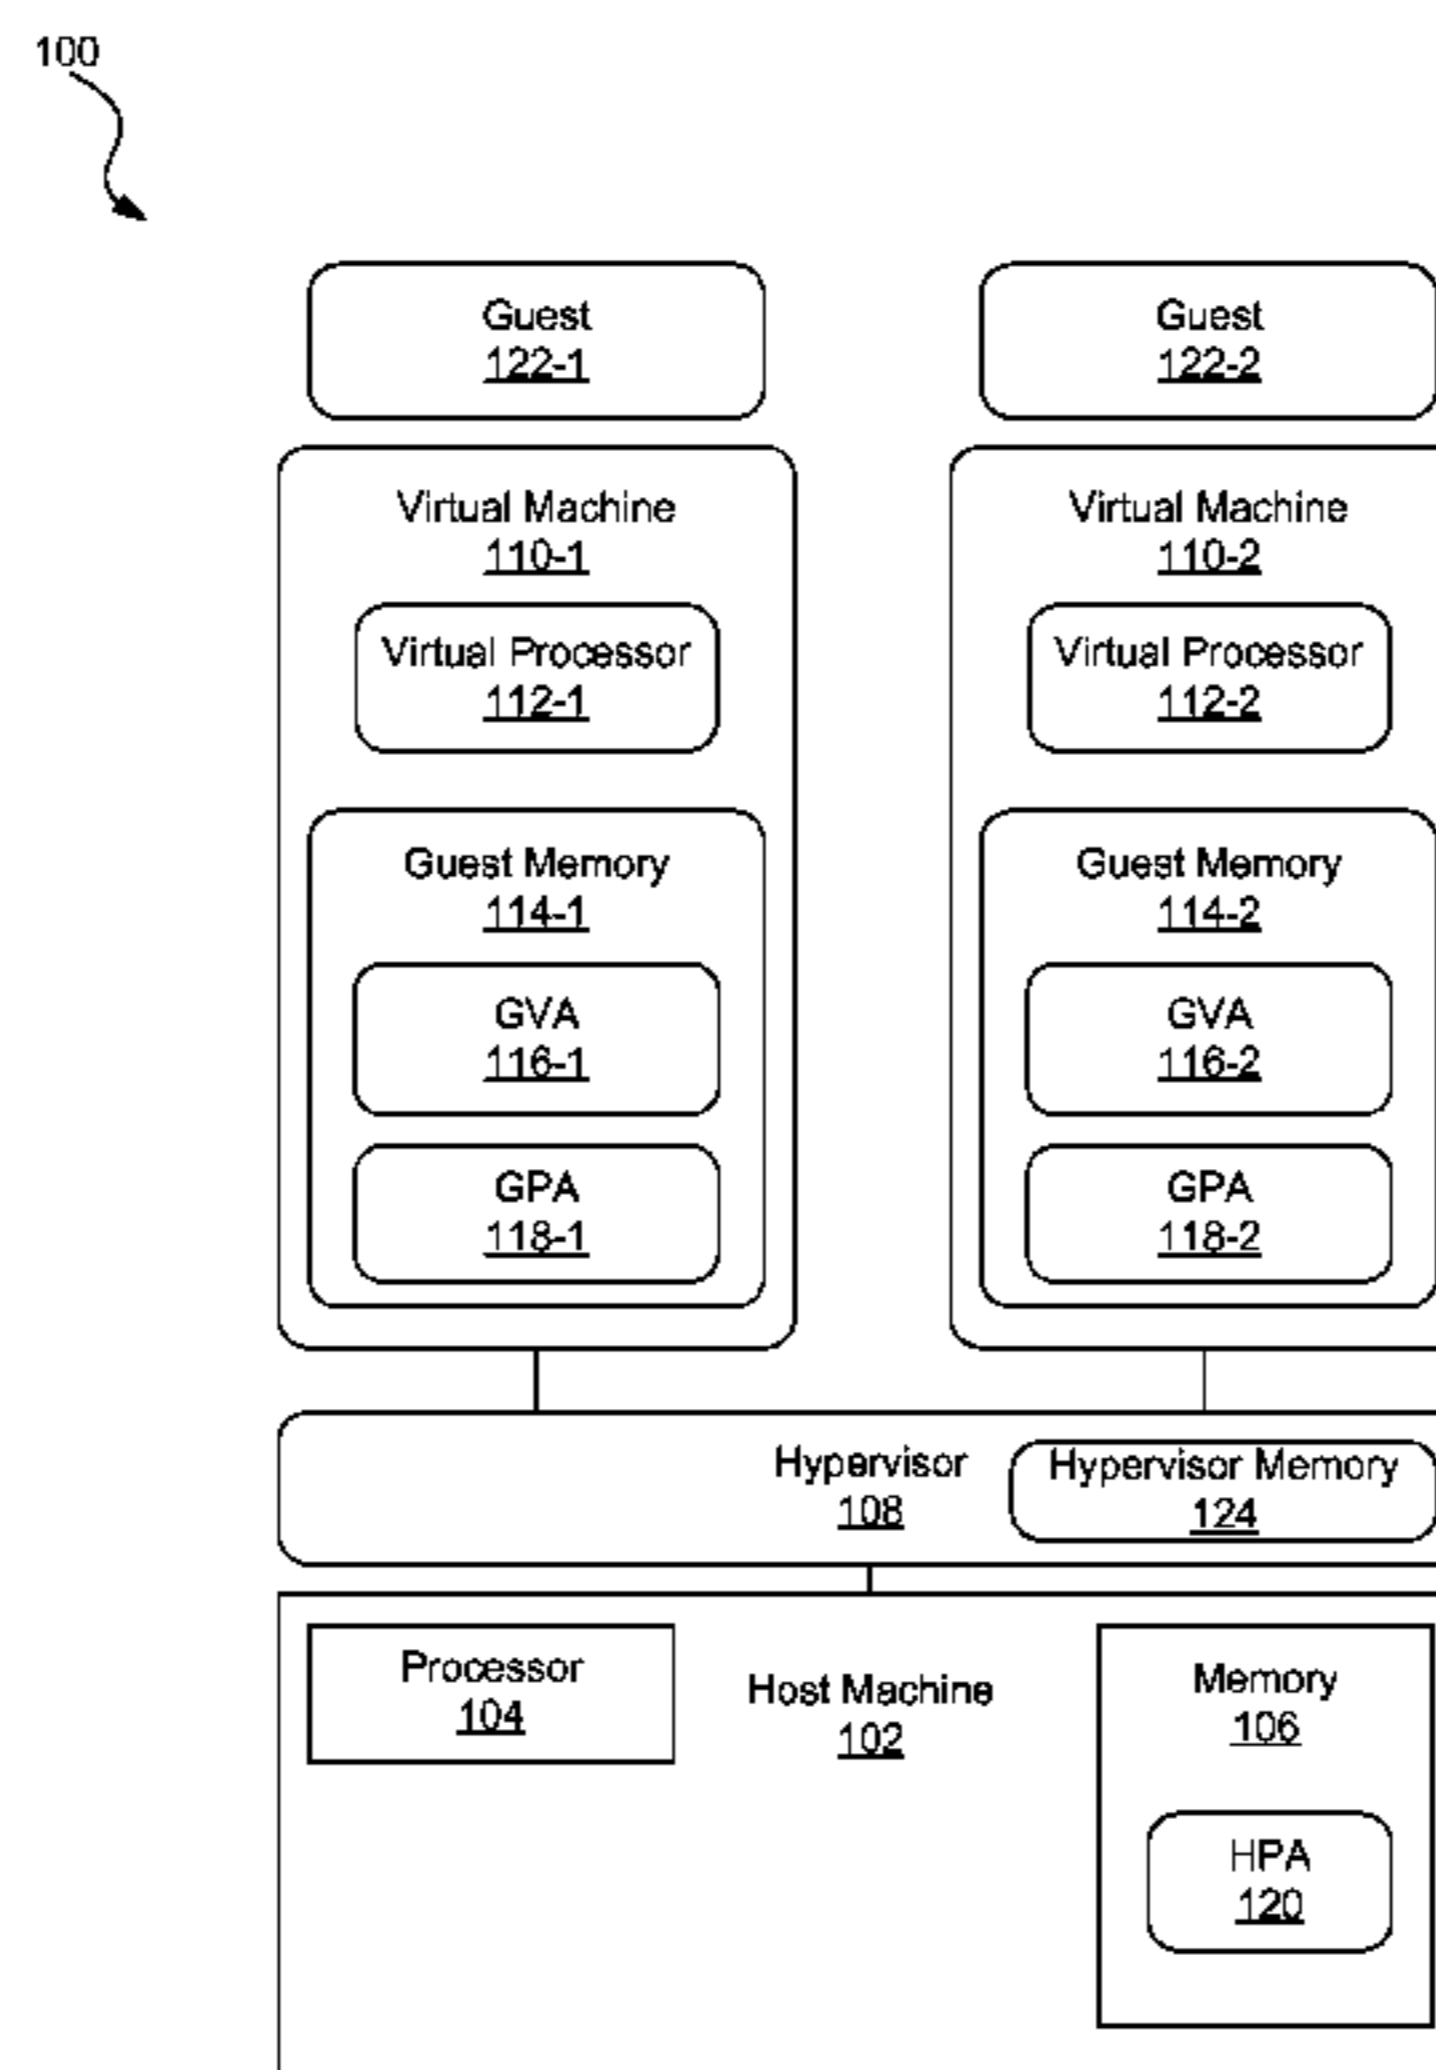 100
Guest
122-1
Guest
122-2
Virtual Machine
110-1
Virtual Processor
112-1
Guest Memory
114-1
GVA
116-1
GPA
118-1
Virtual Machine
110-2
Virtual Processor
112-2
Guest Memory
114-2
GVA
116-2
GPA
118-2
Hypervisor
108
Hypervisor Memory
124
Processor
104
Host Machine
102
Memory
106
HPA
120